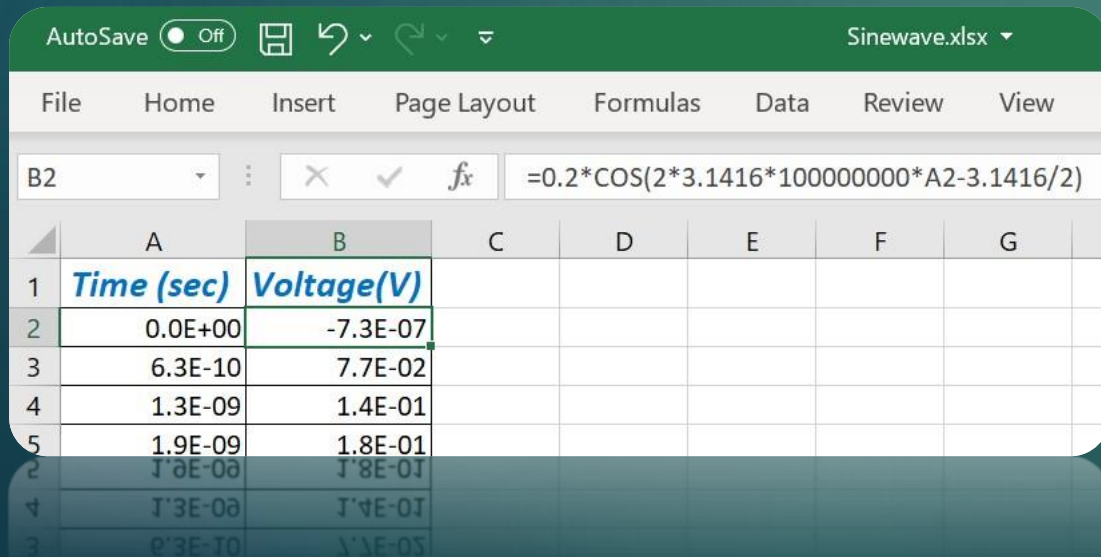 AutoSave Off Sinewave.xlsx
File Home Insert Page Layout Formulas Data Review View
B2 fx =0.2*COS(2*3.1416*100000000*A2-3.1416/2)
A B C D E F G
1 Time (sec) Voltage(V)
2 0.0E+00 -7.3E-07
3 6.3E-10 7.7E-02
4 1.3E-09 1.4E-01
5 1.9E-09 1.8E-01